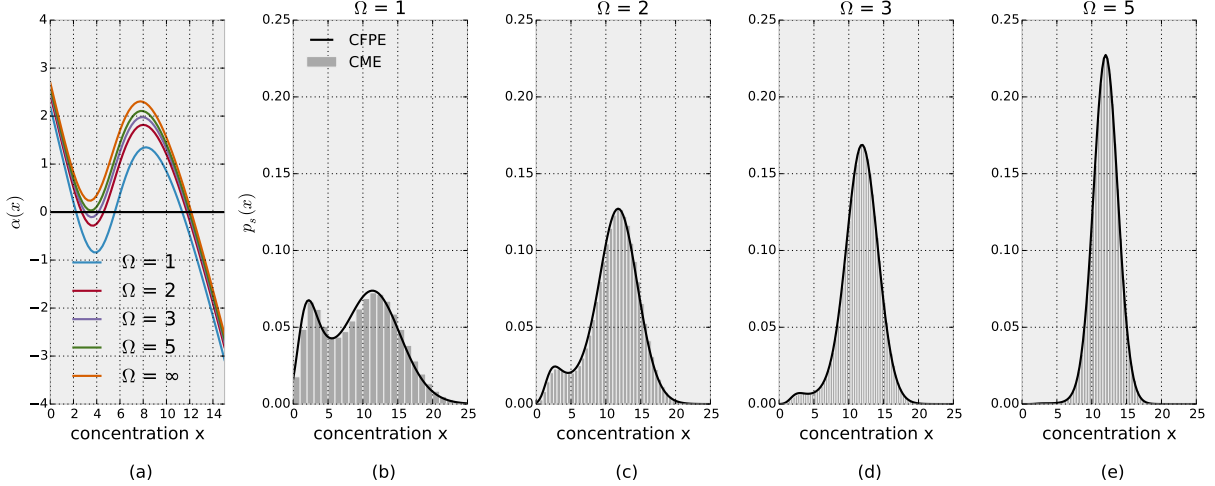 Ω = 1
Ω = 2
Ω = 3
Ω = 5
4
3
2
1
0
−1
−2
−3
−4
α(x)
Ω = 1
Ω = 2
Ω = 3
Ω = 5
Ω = ∞
0 2 4 6 8 10 12 14
concentration x
(a)
0.25
0.20
0.15
0.10
0.05
0.00
p_s(x)
CFPE
CME
0 5 10 15 20 25
concentration x
(b)
0.25
0.20
0.15
0.10
0.05
0.00
0 5 10 15 20 25
concentration x
(c)
0.25
0.20
0.15
0.10
0.05
0.00
0 5 10 15 20 25
concentration x
(d)
0.25
0.20
0.15
0.10
0.05
0.00
0 5 10 15 20 25
concentration x
(e)